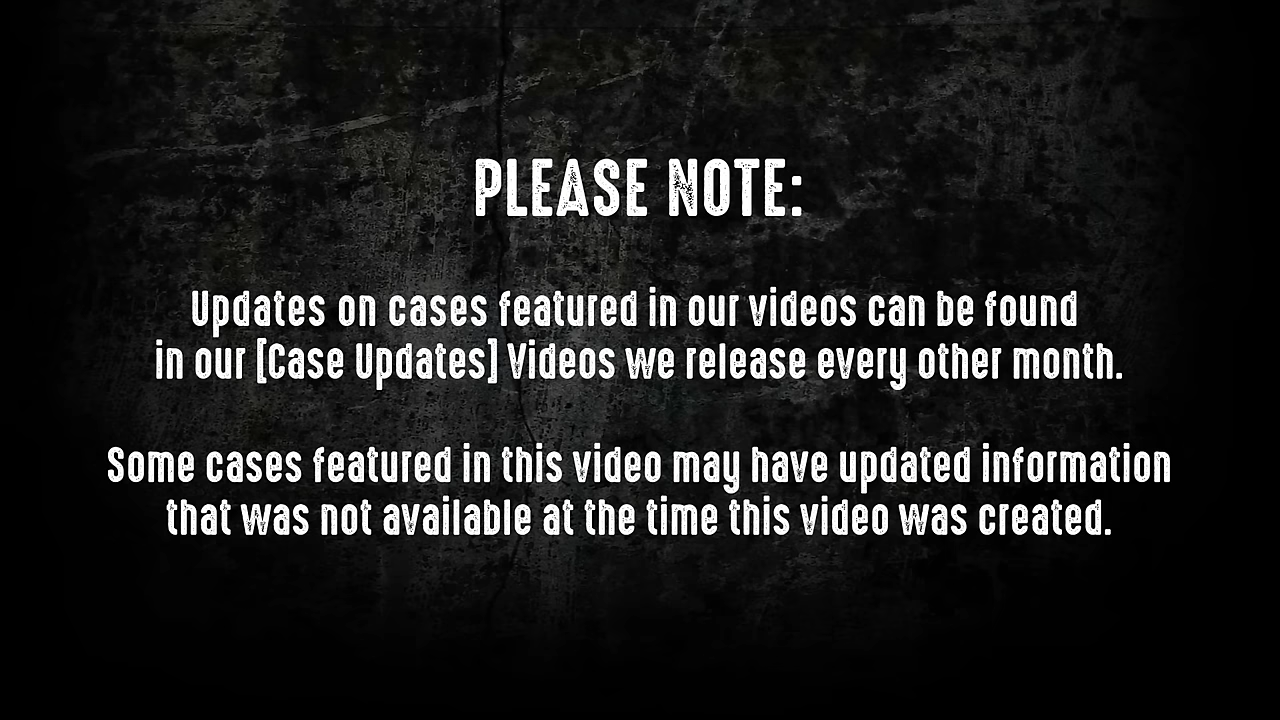 PLEASE NOTE:
Updates on cases featured in our videos can be found
in our [Case Updates] Videos we release every other month.
Some cases featured in this video may have updated information
that was not available at the time this video was created.